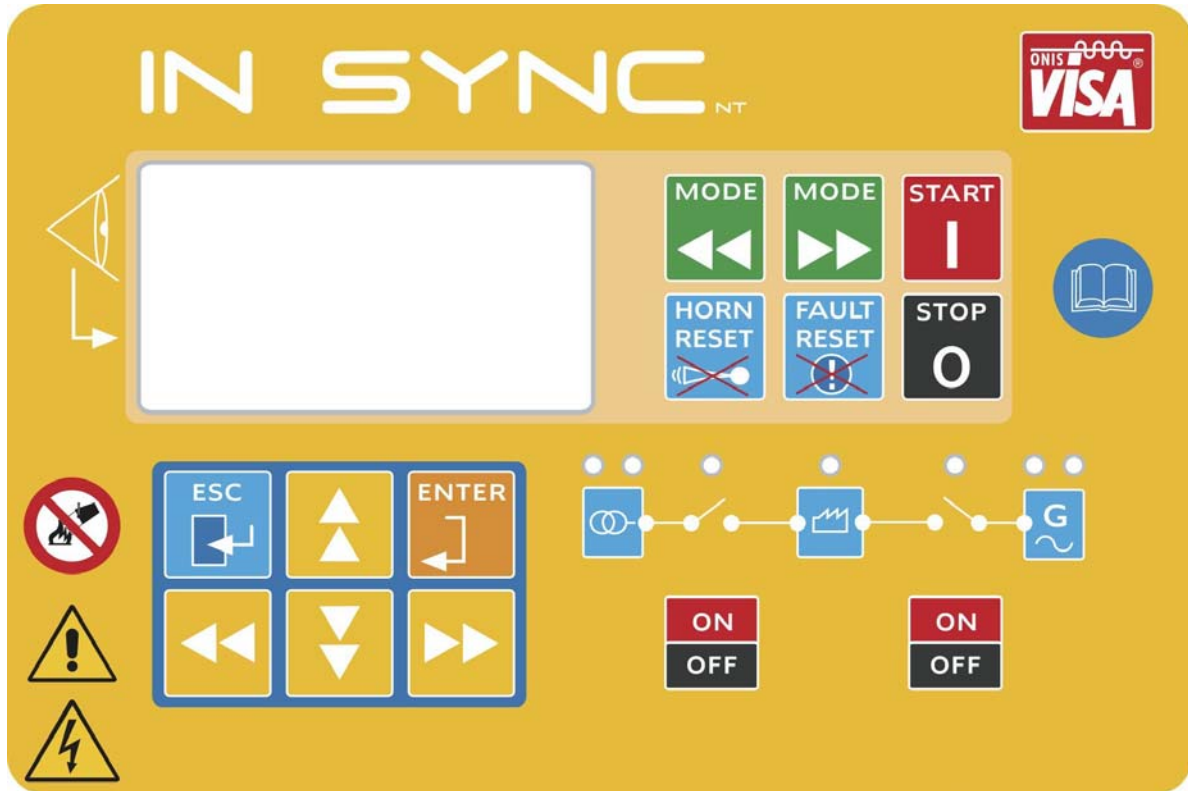 IN SYNC NT
ONIS
VISA®
MODE
MODE
START
I
HORN
RESET
FAULT
RESET
!
STOP
O
ESC
ENTER
G
ON
OFF
ON
OFF